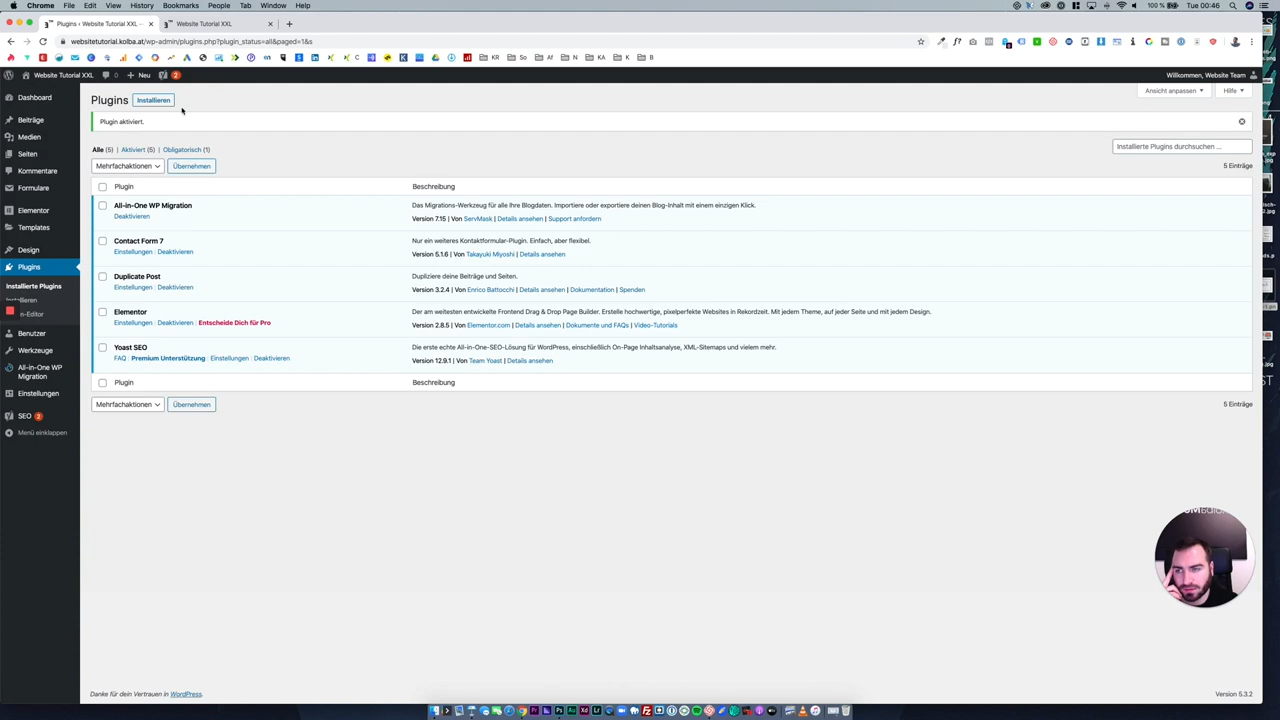 Chrome File Edit View History Bookmarks People Tab Window Help 100 % Tue 00:46
Plugins ‹ Website Tutorial XXL — Website Tutorial XXL
websitetutorial.kolba.at/wp-admin/plugins.php?plugin_status=all&paged=1&s
C KR So Af N KA K B
Website Tutorial XXL 0 Neu 2 Willkommen, Website Team
Dashboard
Beiträge
Medien
Seiten
Kommentare
Formulare
Elementor
Templates
Design
Plugins
Installierte Plugins
Installieren
n-Editor
Benutzer
Werkzeuge
All-in-One WP
Migration
Einstellungen
SEO 2
Menü einklappen
Plugins Installieren
Ansicht anpassen Hilfe
Plugin aktiviert.
Alle (5) | Aktiviert (5) | Obligatorisch (1)
Installierte Plugins durchsuchen ...
Mehrfachaktionen Übernehmen
5 Einträge
Plugin Beschreibung
All-in-One WP Migration
Deaktivieren
Das Migrations-Werkzeug für alle Ihre Blogdaten. Importiere oder exportiere deinen Blog-Inhalt mit einem einzigen Klick.
Version 7.15 | Von ServMask | Details ansehen | Support anfordern
Contact Form 7
Einstellungen | Deaktivieren
Nur ein weiteres Kontaktformular-Plugin. Einfach, aber flexibel.
Version 5.1.6 | Von Takayuki Miyoshi | Details ansehen
Duplicate Post
Einstellungen | Deaktivieren
Dupliziere deine Beiträge und Seiten.
Version 3.2.4 | Von Enrico Battocchi | Details ansehen | Dokumentation | Spenden
Elementor
Einstellungen | Deaktivieren | Entscheide Dich für Pro
Der am weitesten entwickelte Frontend Drag & Drop Page Builder. Erstelle hochwertige, pixelperfekte Websites in Rekordzeit. Mit jedem Theme, auf jeder Seite und mit jedem Design.
Version 2.8.5 | Von Elementor.com | Details ansehen | Dokumente und FAQs | Video-Tutorials
Yoast SEO
FAQ | Premium Unterstützung | Einstellungen | Deaktivieren
Die erste echte All-in-One-SEO-Lösung für WordPress, einschließlich On-Page Inhaltsanalyse, XML-Sitemaps und vielem mehr.
Version 12.9.1 | Von Team Yoast | Details ansehen
Plugin Beschreibung
Mehrfachaktionen Übernehmen
5 Einträge
Danke für dein Vertrauen in WordPress.
Version 5.3.2